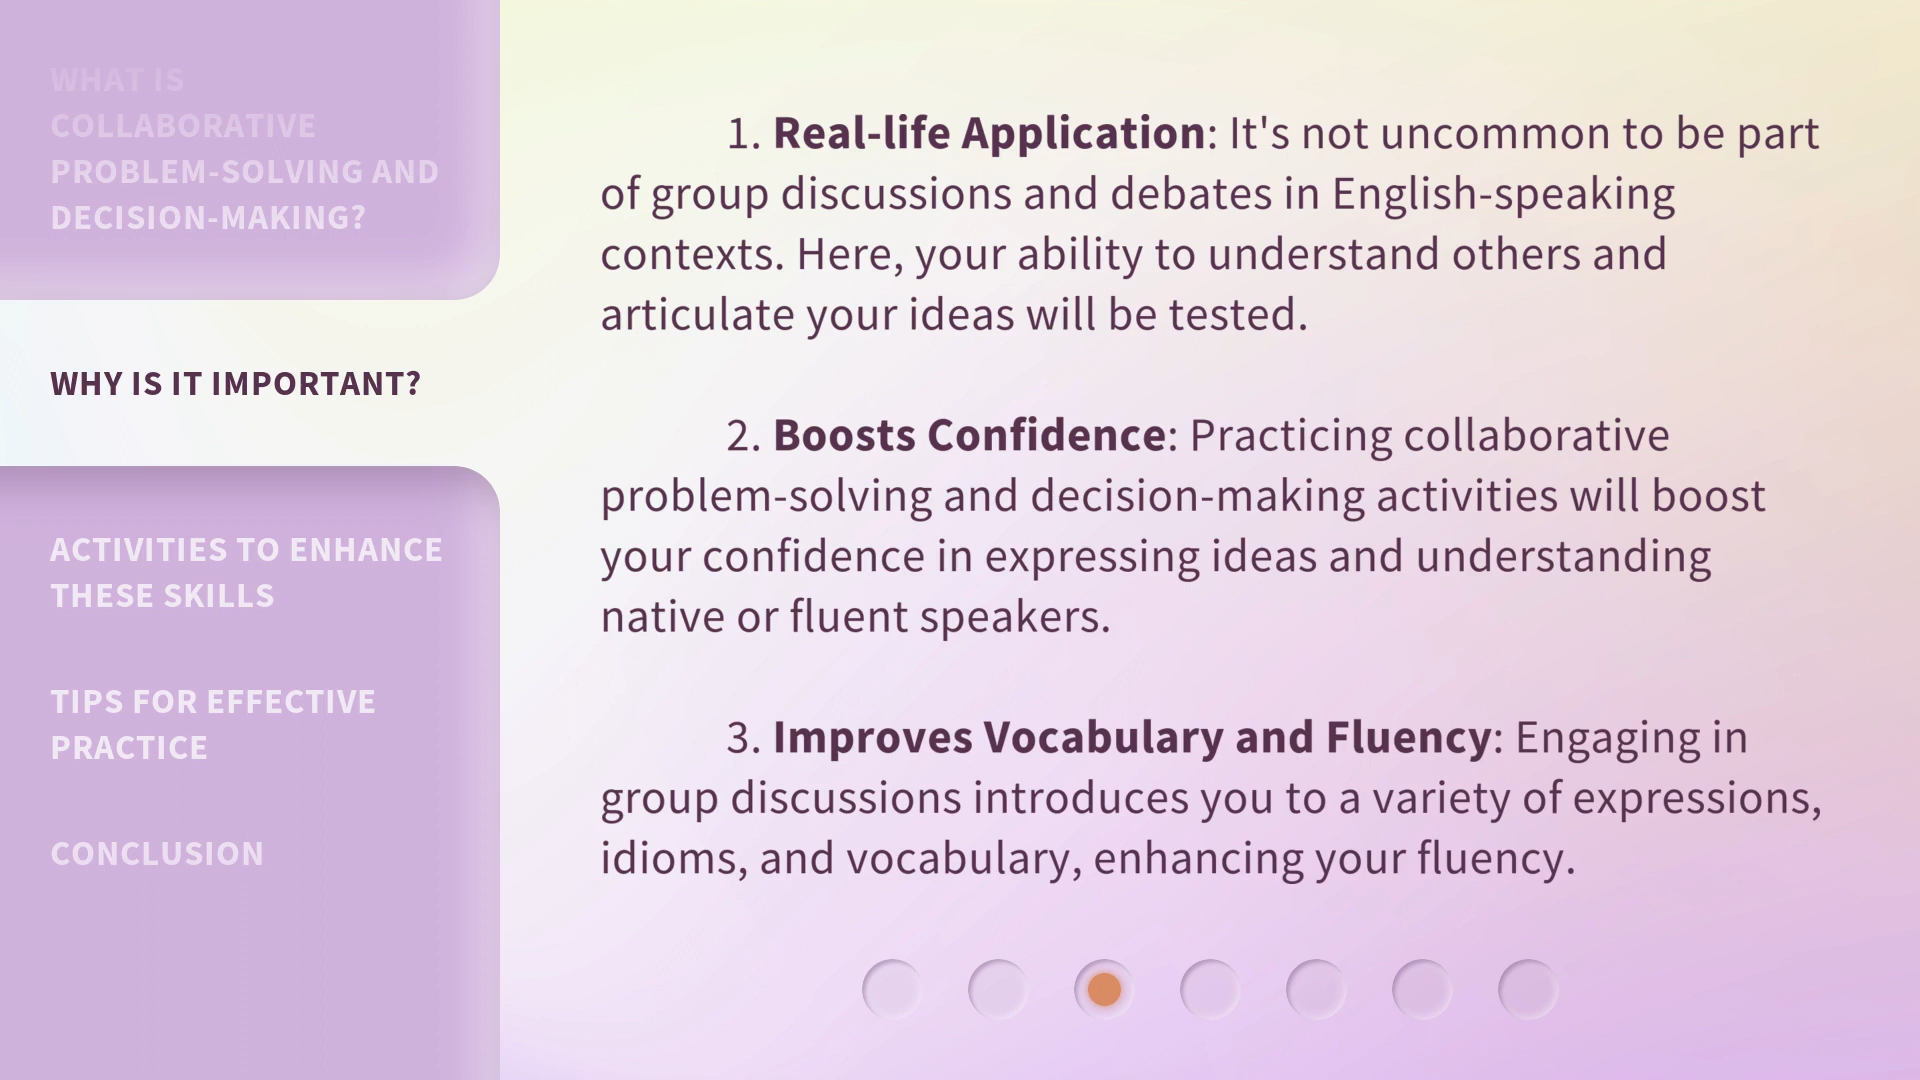 WHAT IS
COLLABORATIVE
PROBLEM-SOLVING AND
DECISION-MAKING?
WHY IS IT IMPORTANT?
ACTIVITIES TO ENHANCE
THESE SKILLS
TIPS FOR EFFECTIVE
PRACTICE
CONCLUSION
1. Real-life Application: It's not uncommon to be part
of group discussions and debates in English-speaking
contexts. Here, your ability to understand others and
articulate your ideas will be tested.
2. Boosts Confidence: Practicing collaborative
problem-solving and decision-making activities will boost
your confidence in expressing ideas and understanding
native or fluent speakers.
3. Improves Vocabulary and Fluency: Engaging in
group discussions introduces you to a variety of expressions,
idioms, and vocabulary, enhancing your fluency.